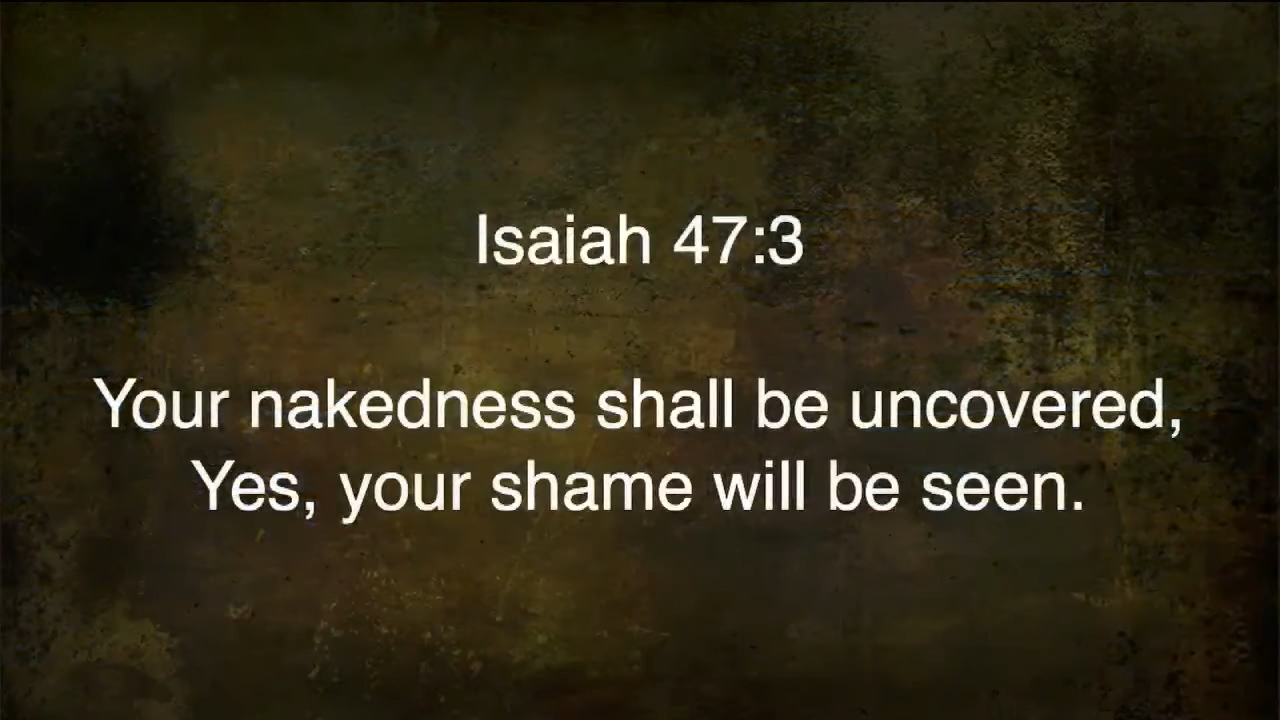 Isaiah 47:3
Your nakedness shall be uncovered,
Yes, your shame will be seen.